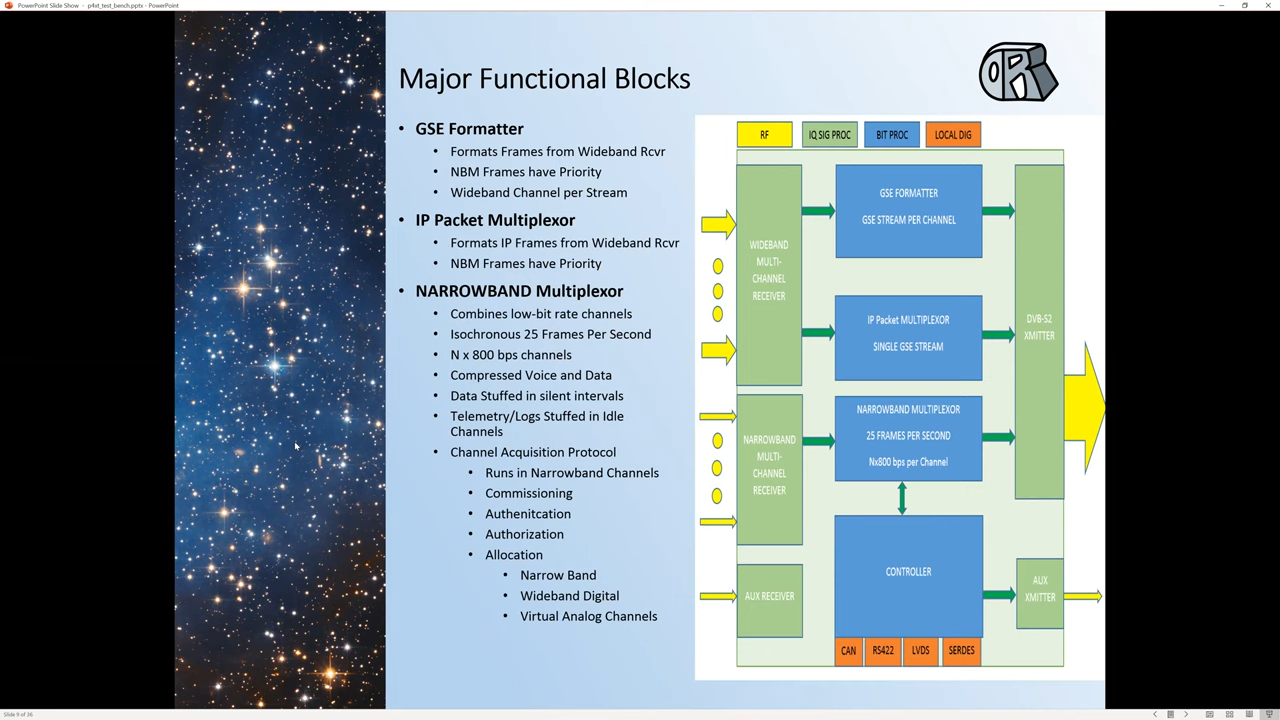 PowerPoint Slide Show - p4st_test_bench.pptx - PowerPoint
Major Functional Blocks
ORI
• GSE Formatter
• Formats Frames from Wideband Rcvr
• NBM Frames have Priority
• Wideband Channel per Stream
• IP Packet Multiplexor
• Formats IP Frames from Wideband Rcvr
• NBM Frames have Priority
• NARROWBAND Multiplexor
• Combines low-bit rate channels
• Isochronous 25 Frames Per Second
• N x 800 bps channels
• Compressed Voice and Data
• Data Stuffed in silent intervals
• Telemetry/Logs Stuffed in Idle
Channels
• Channel Acquisition Protocol
• Runs in Narrowband Channels
• Commissioning
• Authenitcation
• Authorization
• Allocation
• Narrow Band
• Wideband Digital
• Virtual Analog Channels
RF
IQ SIG PROC
BIT PROC
LOCAL DIG
WIDEBAND
MULTI-
CHANNEL
RECEIVER
GSE FORMATTER
GSE STREAM PER CHANNEL
IP Packet MULTIPLEXOR
SINGLE GSE STREAM
DVB-S2
XMITTER
NARROWBAND
MULTI-
CHANNEL
RECEIVER
NARROWBAND MULTIPLEXOR
25 FRAMES PER SECOND
Nx800 bps per Channel
CONTROLLER
AUX RECEIVER
AUX
XMITTER
CAN
RS422
LVDS
SERDES
Slide 9 of 36